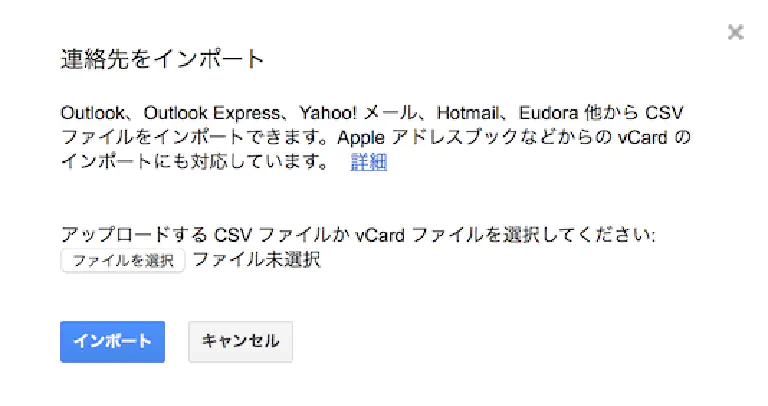 連絡先をインポート
Outlook、Outlook Express、Yahoo! メール、Hotmail、Eudora 他から CSV
ファイルをインポートできます。Apple アドレスブックなどからの vCard の
インポートにも対応しています。 詳細
アップロードする CSV ファイルか vCard ファイルを選択してください:
ファイルを選択 ファイル未選択
インポート キャンセル